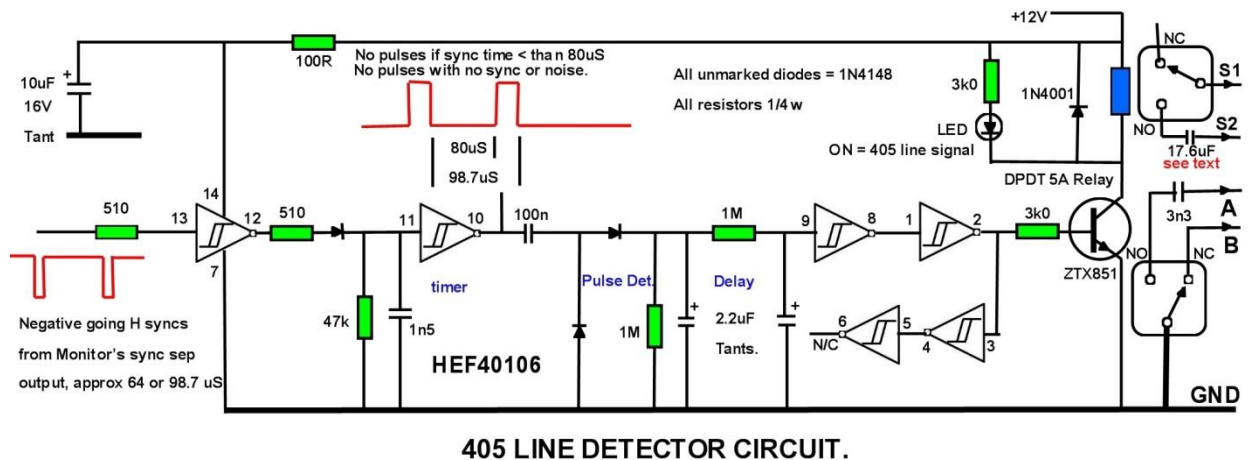 +12V
100R
No pulses if sync time < than 80uS
No pulses with no sync or noise.
10uF +
16V
Tant
All unmarked diodes = 1N4148
All resistors 1/4 w
3k0
1N4001
NC
S1
NO
S2
17.6uF
see text
LED
ON = 405 line signal
80uS
98.7uS
DPDT 5A Relay
510
13
14
12
7
510
11
10
100n
1M
9
8
1
2
3k0
ZTX851
3n3
A
B
NO
NC
timer
Pulse Det.
Delay
47k
1n5
1M
+
2.2uF
Tants.
+
6
5
4
3
N/C
Negative going H syncs
from Monitor's sync sep
output, approx 64 or 98.7 uS
HEF40106
GND
405 LINE DETECTOR CIRCUIT.